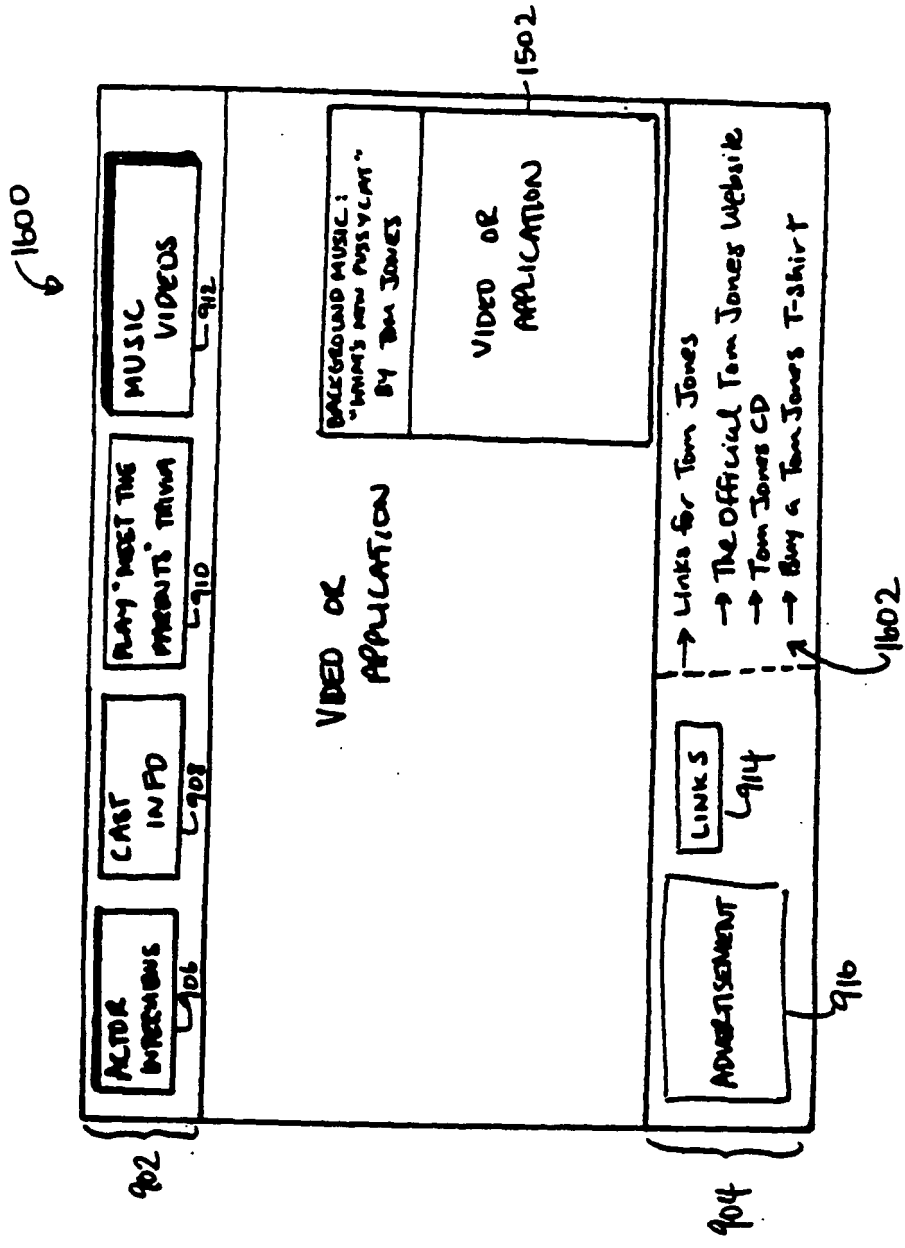 1600
902
ACTOR
INTERVIEWS
906
CAST
INFO
908
PLAY "MEET THE
PARENTS" TRIVIA
910
MUSIC
VIDEOS
912
VIDEO OR
APPLICATION
BACKGROUND MUSIC:
"WHAT'S NEW PUSSYCAT"
BY TOM JONES
VIDEO OR
APPLICATION
1502
904
ADVERTISEMENT
916
LINKS
914
→ Links for Tom Jones
→ The Official Tom Jones Website
→ Tom Jones CD
→ Buy a Tom Jones T-shirt
1602